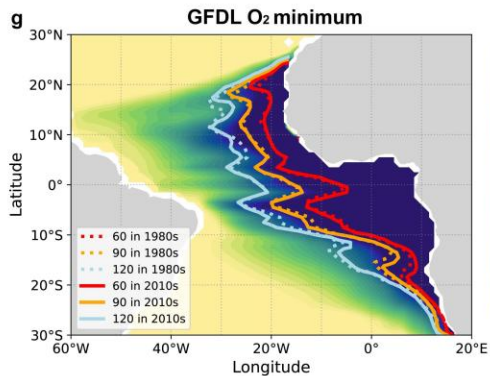 g
GFDL O₂ minimum
30°N
20°N
10°N
0°
10°S
20°S
30°S
Latitude
60 in 1980s
90 in 1980s
120 in 1980s
60 in 2010s
90 in 2010s
120 in 2010s
60°W 40°W 20°W 0° 20°E
Longitude